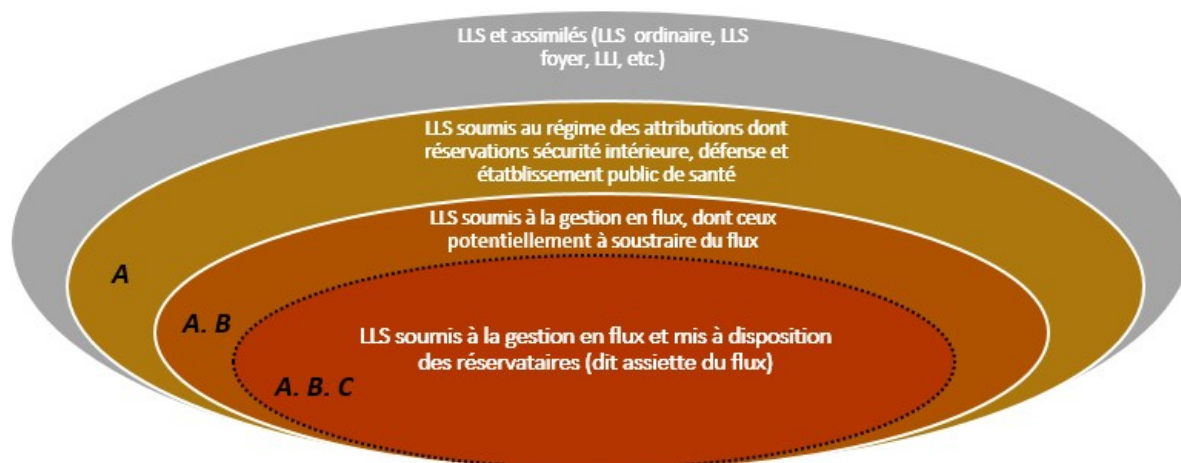 LLS et assimilés (LLS ordinaire, LLS
foyer, LLI, etc.)
LLS soumis au régime des attributions dont
réservations sécurité intérieure, défense et
étatblissement public de santé
LLS soumis à la gestion en flux, dont ceux
potentiellement à soustraire du flux
A
A. B
LLS soumis à la gestion en flux et mis à disposition
des réservataires (dit assiette du flux)
A. B. C